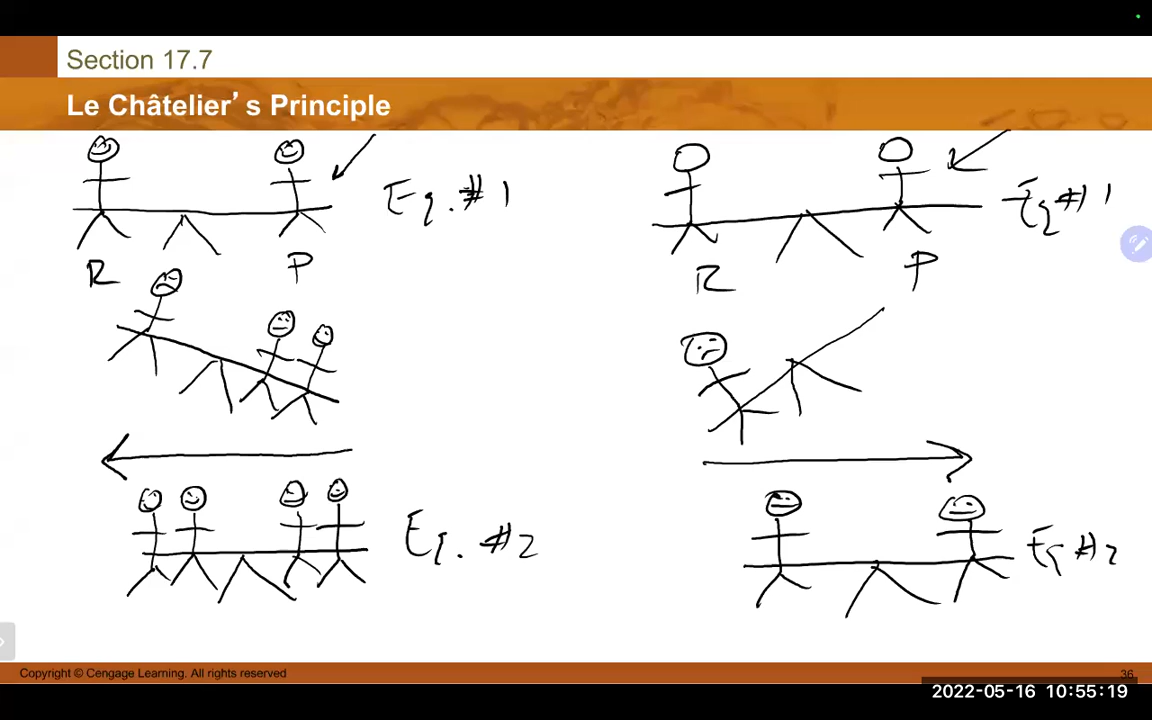 Section 17.7
Le Châtelier's Principle
Eq. #1
Eq #1
R
P
R
P
Eq. #2
Eq #2
Copyright © Cengage Learning. All rights reserved
36
2022-05-16 10:55:19